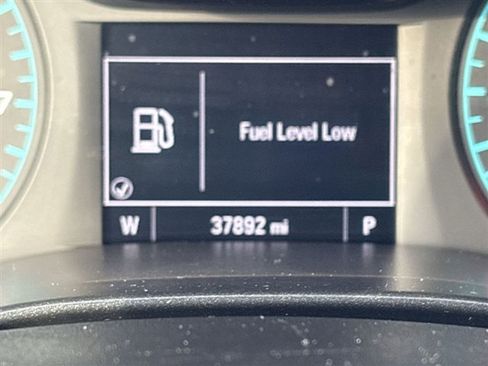 Fuel Level Low
W 37892 mi P